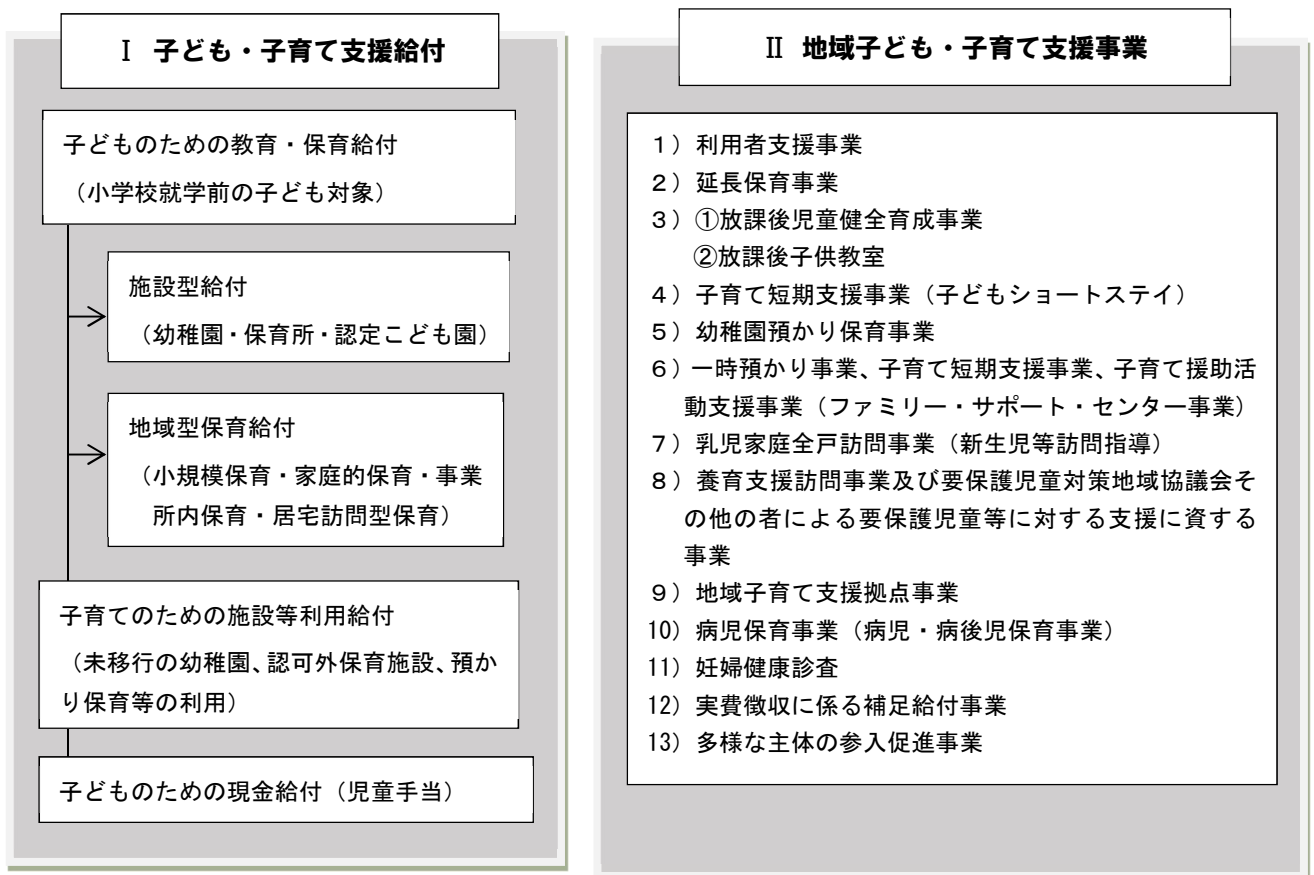 Ⅰ 子ども・子育て支援給付
子どものための教育・保育給付
（小学校就学前の子ども対象）
施設型給付
（幼稚園・保育所・認定こども園）
地域型保育給付
（小規模保育・家庭的保育・事業
所内保育・居宅訪問型保育）
子育てのための施設等利用給付
（未移行の幼稚園、認可外保育施設、預か
り保育等の利用）
子どものための現金給付（児童手当）
Ⅱ 地域子ども・子育て支援事業
１）利用者支援事業
２）延長保育事業
３）①放課後児童健全育成事業
②放課後子供教室
４）子育て短期支援事業（子どもショートステイ）
５）幼稚園預かり保育事業
６）一時預かり事業、子育て短期支援事業、子育て援助活
動支援事業（ファミリー・サポート・センター事業）
７）乳児家庭全戸訪問事業（新生児等訪問指導）
８）養育支援訪問事業及び要保護児童対策地域協議会そ
の他の者による要保護児童等に対する支援に資する
事業
９）地域子育て支援拠点事業
10）病児保育事業（病児・病後児保育事業）
11）妊婦健康診査
12）実費徴収に係る補足給付事業
13）多様な主体の参入促進事業